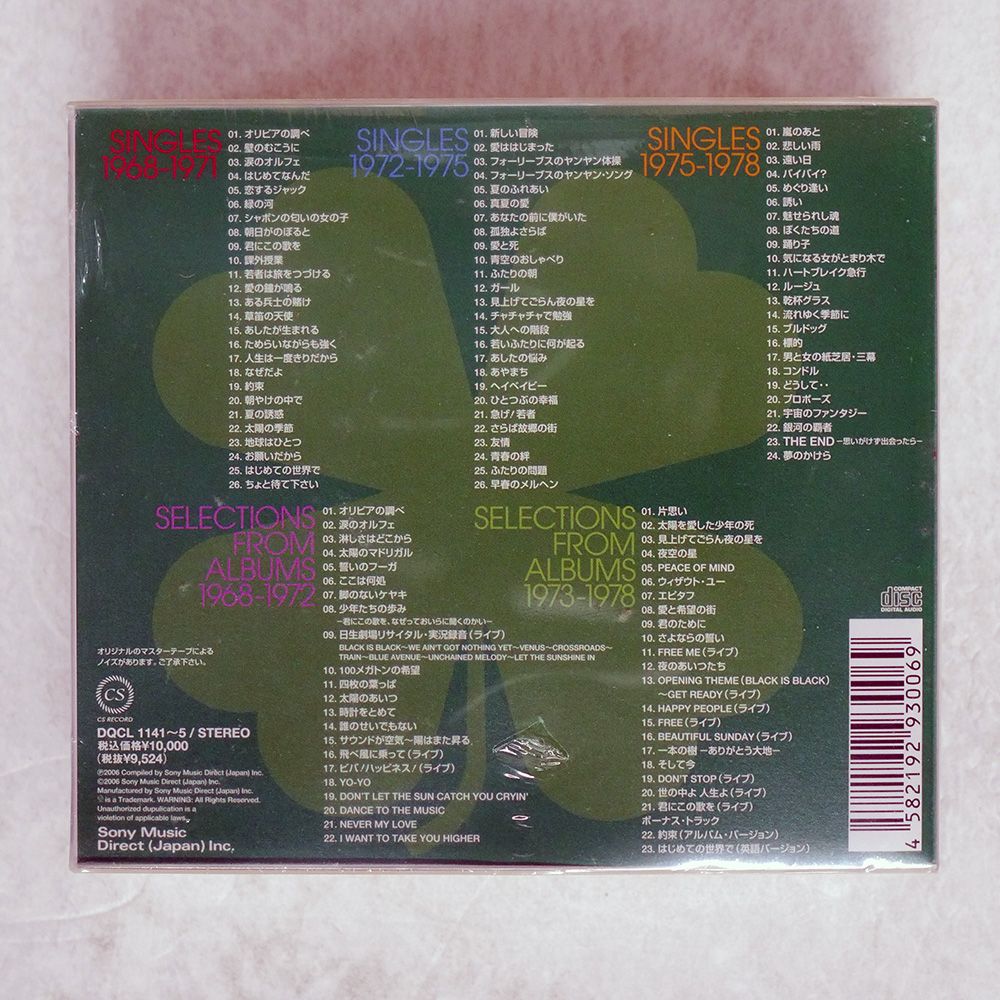 SINGLES
1968-1971
01. オリビアの調べ
02. 壁のむこうに
03. 涙のオルフェ
04. はじめてなんだ
05. 恋するジャック
06. 緑の河
07. シャボンの匂いの女の子
08. 朝日がのぼると
09. 君にこの歌を
10. 課外授業
11. 若者は旅をつづける
12. 愛の鐘が鳴る
13. ある兵士の賭け
14. 草笛の天使
15. あしたが生まれる
16. ためらいながらも強く
17. 人生は一度きりだから
18. なぜだよ
19. 約束
20. 朝やけの中で
21. 夏の誘惑
22. 太陽の季節
23. 地球はひとつ
24. お願いだから
25. はじめての世界で
26. ちょと待て下さい
SINGLES
1972-1975
01. 新しい冒険
02. 愛ははじまった
03. フォーリーブスのヤンヤン体操
04. フォーリーブスのヤンヤン・ソング
05. 夏のふれあい
06. 真夏の愛
07. あなたの前に僕がいた
08. 孤独よさらば
09. 愛と死
10. 青空のおしゃべり
11. ふたりの朝
12. ガール
13. 見上げてごらん夜の星を
14. チャチャチャで勉強
15. 大人への階段
16. 若いふたりに何が起る
17. あしたの悩み
18. あやまち
19. ヘイベイビー
20. ひとつぶの幸福
21. 急げ!若者
22. さらば故郷の街
23. 友情
24. 青春の絆
25. ふたりの問題
26. 早春のメルヘン
SINGLES
1975-1978
01. 嵐のあと
02. 悲しい雨
03. 遠い日
04. バイバイ?
05. めぐり逢い
06. 誘い
07. 魅せられし魂
08. ぼくたちの道
09. 踊り子
10. 気になる女がとまり木で
11. ハートブレイク急行
12. ルージュ
13. 乾杯グラス
14. 流れゆく季節に
15. ブルドッグ
16. 標的
17. 男と女の紙芝居・三幕
18. コンドル
19. どうして・・
20. プロポーズ
21. 宇宙のファンタジー
22. 銀河の覇者
23. THE END −思いがけず出会ったら−
24. 夢のかけら
SELECTIONS
FROM
ALBUMS
1968-1972
01. オリビアの調べ
02. 涙のオルフェ
03. 淋しさはどこから
04. 太陽のマドリガル
05. 誓いのフーガ
06. ここは何処
07. 脚のないケヤキ
08. 少年たちの歩み
−君にこの歌を、なぜっておいらに聞くのかい−
09. 日生劇場リサイタル・実況録音(ライブ)
BLACK IS BLACK〜WE AIN'T GOT NOTHING YET〜VENUS〜CROSSROADS〜
TRAIN〜BLUE AVENUE〜UNCHAINED MELODY〜LET THE SUNSHINE IN
10. 100メガトンの希望
11. 四枚の葉っぱ
12. 太陽のあいつ
13. 時計をとめて
14. 誰のせいでもない
15. サウンドが空気〜陽はまた昇る
16. 飛べ風に乗って(ライブ)
17. ビバ!ハッピネス!(ライブ)
18. YO-YO
19. DON'T LET THE SUN CATCH YOU CRYIN'
20. DANCE TO THE MUSIC
21. NEVER MY LOVE
22. I WANT TO TAKE YOU HIGHER
SELECTIONS
FROM
ALBUMS
1973-1978
01. 片思い
02. 太陽を愛した少年の死
03. 見上げてごらん夜の星を
04. 夜空の星
05. PEACE OF MIND
06. ウィザウト・ユー
07. エピタフ
08. 愛と希望の街
09. 君のために
10. さよならの誓い
11. FREE ME(ライブ)
12. 夜のあいつたち
13. OPENING THEME(BLACK IS BLACK)
〜GET READY(ライブ)
14. HAPPY PEOPLE(ライブ)
15. FREE(ライブ)
16. BEAUTIFUL SUNDAY(ライブ)
17. 一本の樹 −ありがとう大地−
18. そして今
19. DON'T STOP(ライブ)
20. 世の中よ 人生よ(ライブ)
21. 君にこの歌を(ライブ)
ボーナス・トラック
22. 約束(アルバム・バージョン)
23. はじめての世界で(英語バージョン)
COMPACT
disc
DIGITAL AUDIO
オリジナルのマスターテープによる
ノイズがあります。ご了承下さい。
CS
CS RECORD
DQCL 1141〜5 / STEREO
税込価格¥10,000
(税抜¥9,524)
℗2006 Compiled by Sony Music Direct (Japan) Inc.
©2006 Sony Music Direct (Japan) Inc.
Manufactured by Sony Music Direct (Japan) Inc.
is a Trademark. WARNING: All Rights Reserved.
Unauthorized dupulication is a
violation of applicable laws.
Sony Music
Direct (Japan) Inc.
4 582192 930069